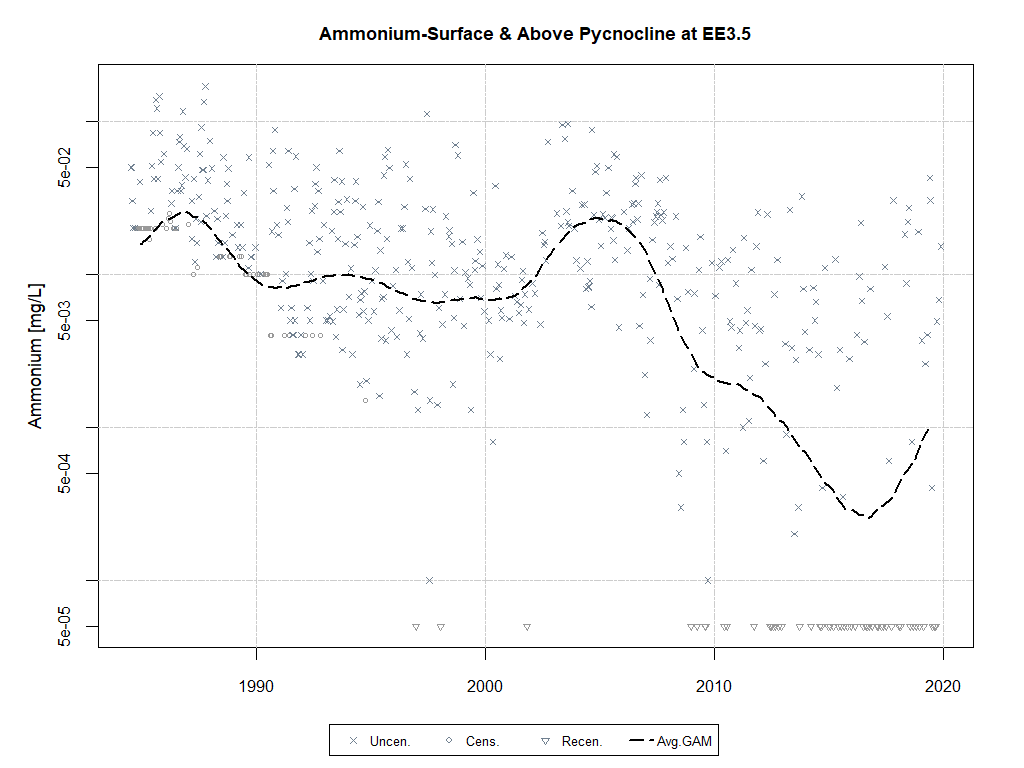 Ammonium-Surface & Above Pycnocline at EE3.5
Ammonium [mg/L]
5e-02
5e-03
5e-04
5e-05
1990 2000 2010 2020
Uncen. Cens. Recen. Avg.GAM